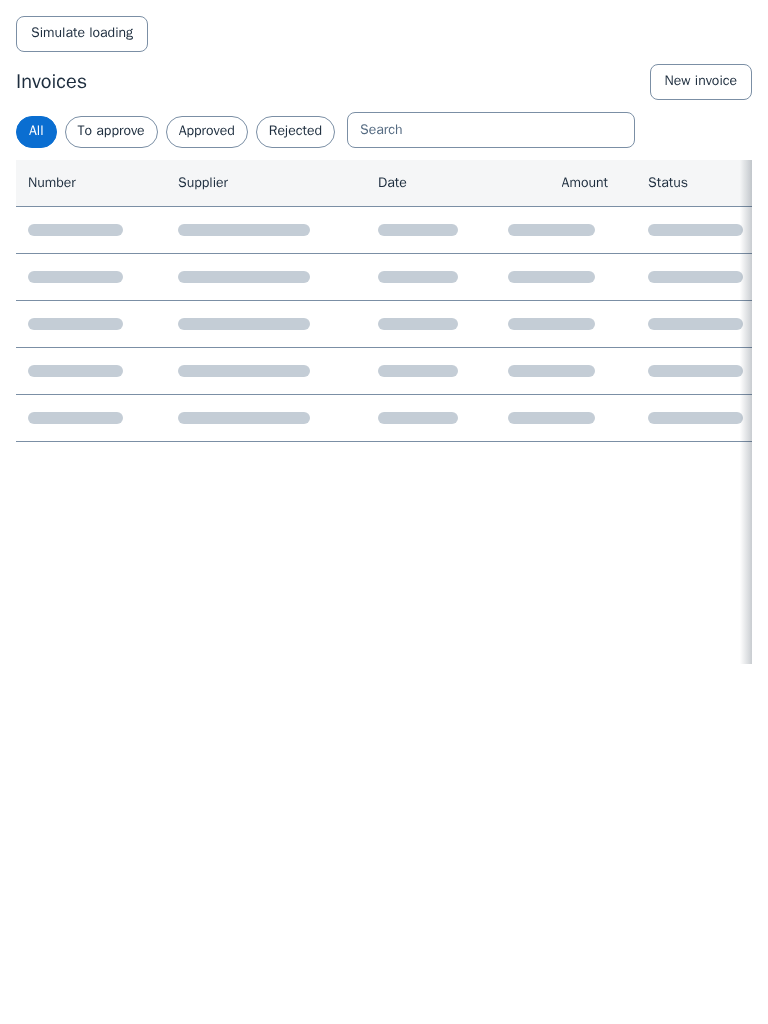 Simulate loading
Invoices
New invoice
All
To approve
Approved
Rejected
Search
Number
Supplier
Date
Amount
Status